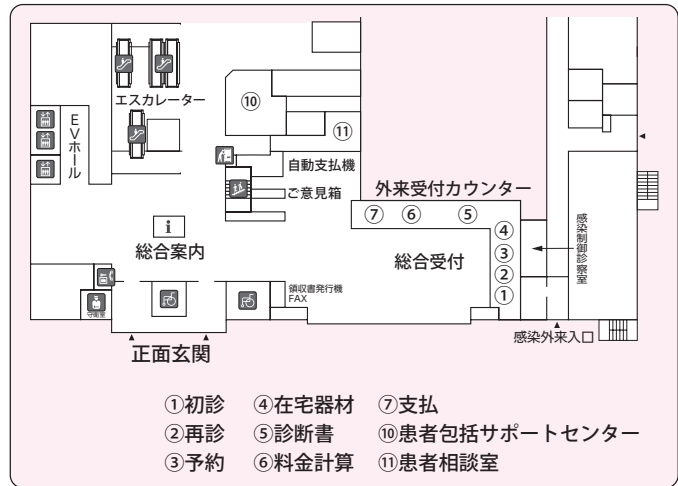 エスカレーター
EVホール
⑩
⑪
自動支払機
ご意見箱
外来受付カウンター
⑦ ⑥ ⑤
④
③
②
①
i
総合案内
総合受付
感染制御診察室
領収書発行機
FAX
守衛室
正面玄関
感染外来入口
①初診 ④在宅器材 ⑦支払
②再診 ⑤診断書 ⑩患者包括サポートセンター
③予約 ⑥料金計算 ⑪患者相談室